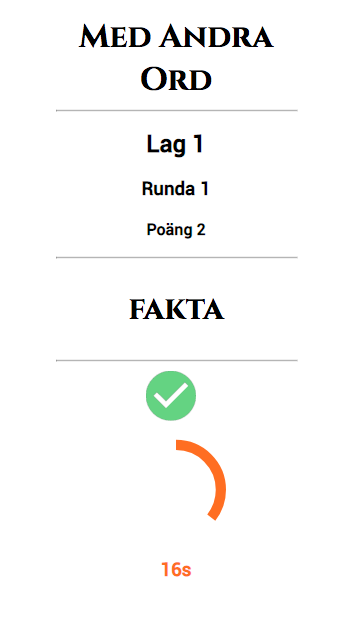 Med Andra
Ord
Lag 1
Runda 1
Poäng 2
FAKTA
16s